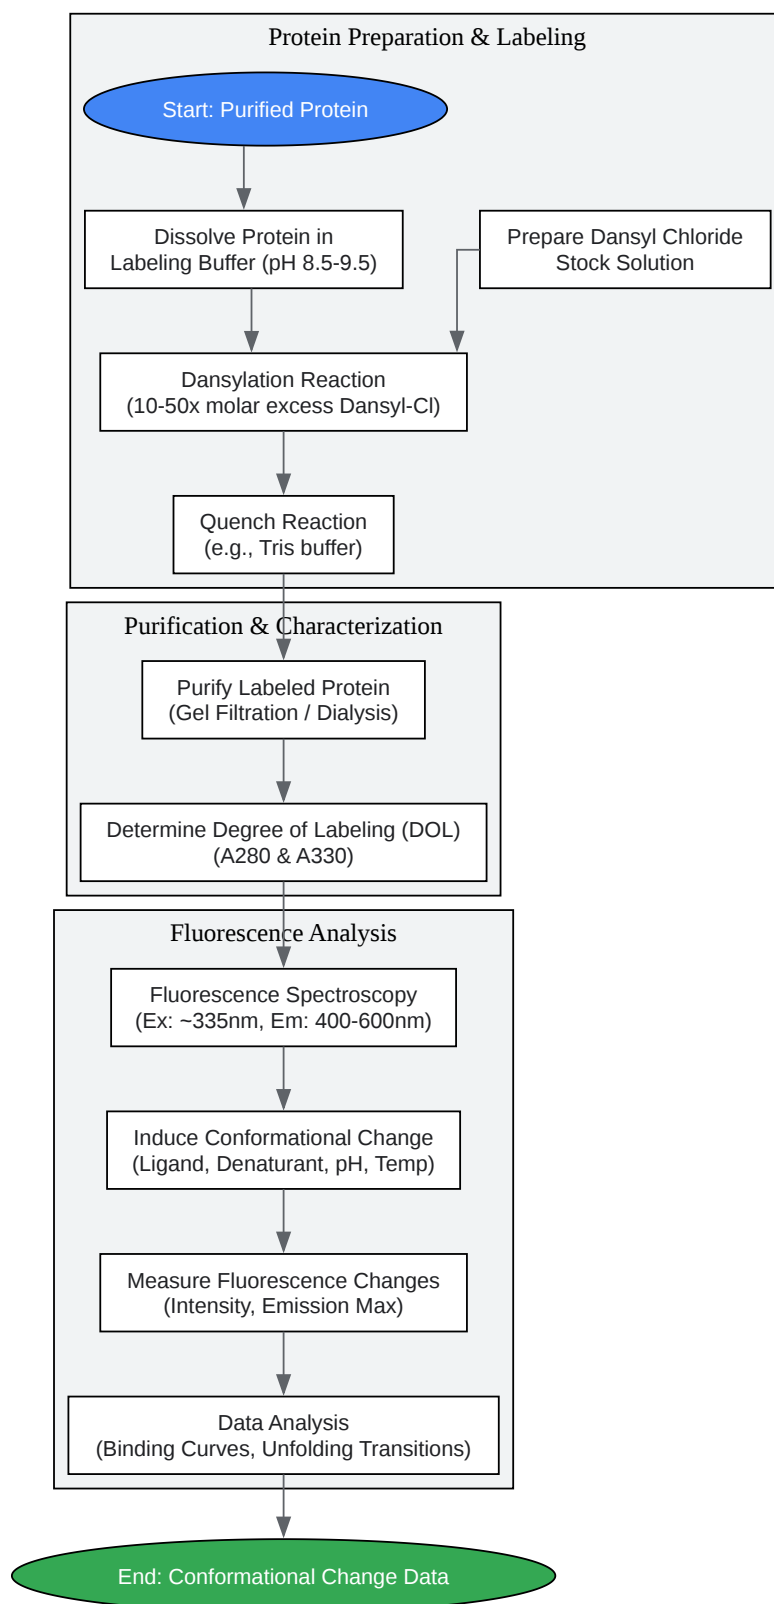 Protein Preparation & Labeling
Start: Purified Protein
Dissolve Protein in
Labeling Buffer (pH 8.5-9.5)
Prepare Dansyl Chloride
Stock Solution
Dansylation Reaction
(10-50x molar excess Dansyl-Cl)
Quench Reaction
(e.g., Tris buffer)
Purification & Characterization
Purify Labeled Protein
(Gel Filtration / Dialysis)
Determine Degree of Labeling (DOL)
(A280 & A330)
Fluorescence Analysis
Fluorescence Spectroscopy
(Ex: ~335nm, Em: 400-600nm)
Induce Conformational Change
(Ligand, Denaturant, pH, Temp)
Measure Fluorescence Changes
(Intensity, Emission Max)
Data Analysis
(Binding Curves, Unfolding Transitions)
End: Conformational Change Data